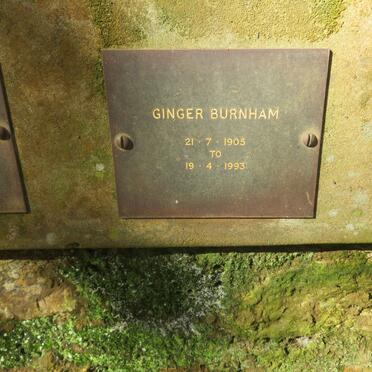 GINGER BURNHAM
21 · 7 · 1905
TO
19 · 4 · 1993